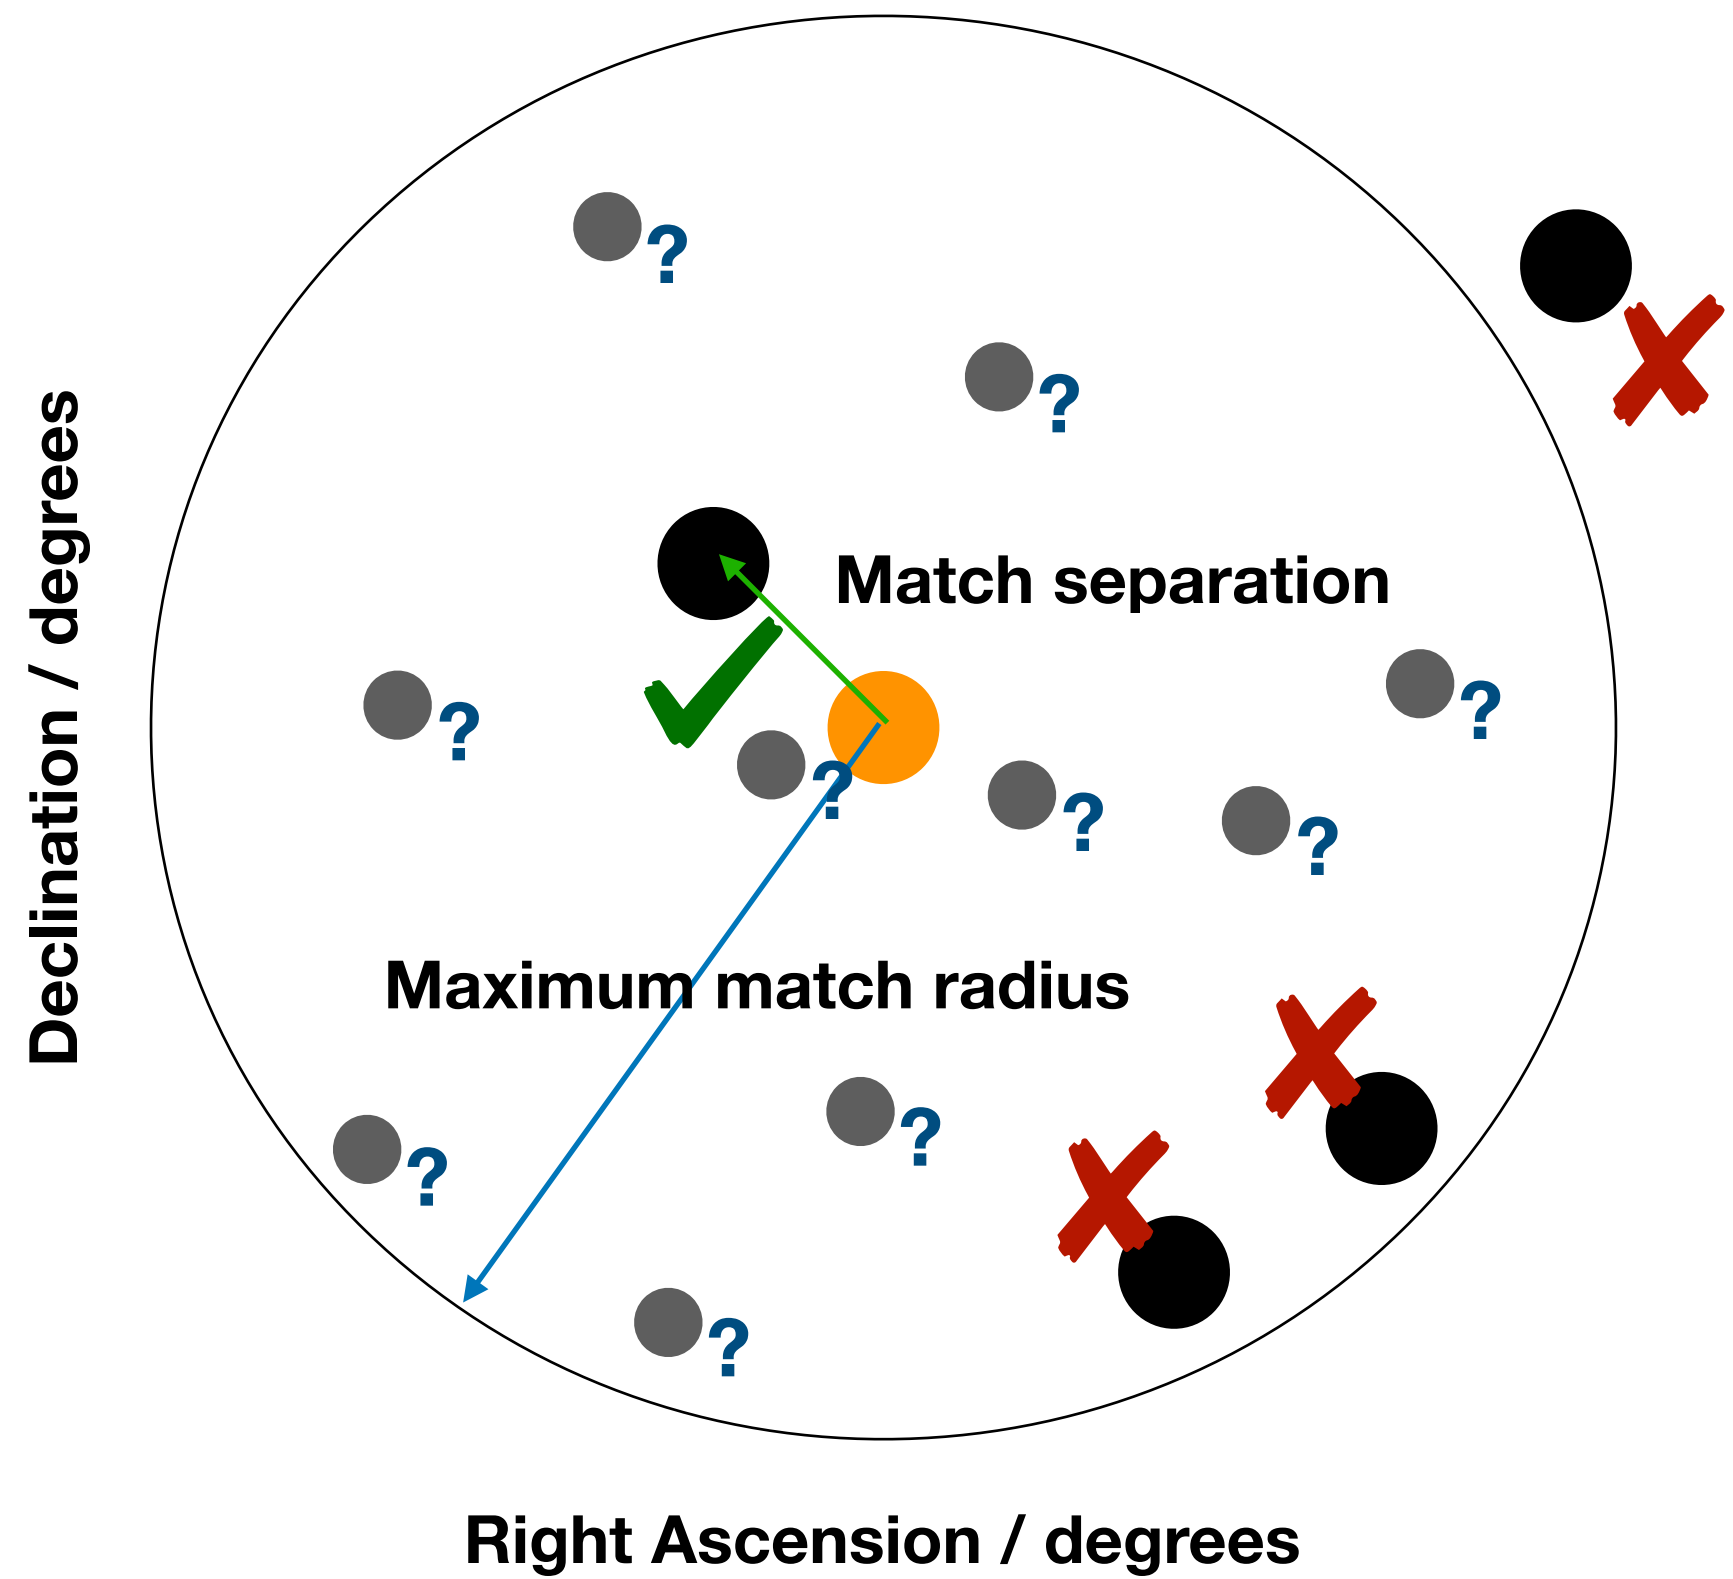 ?
?
Match separation
?
?
?
?
?
Declination / degrees
Maximum match radius
?
?
?
Right Ascension / degrees